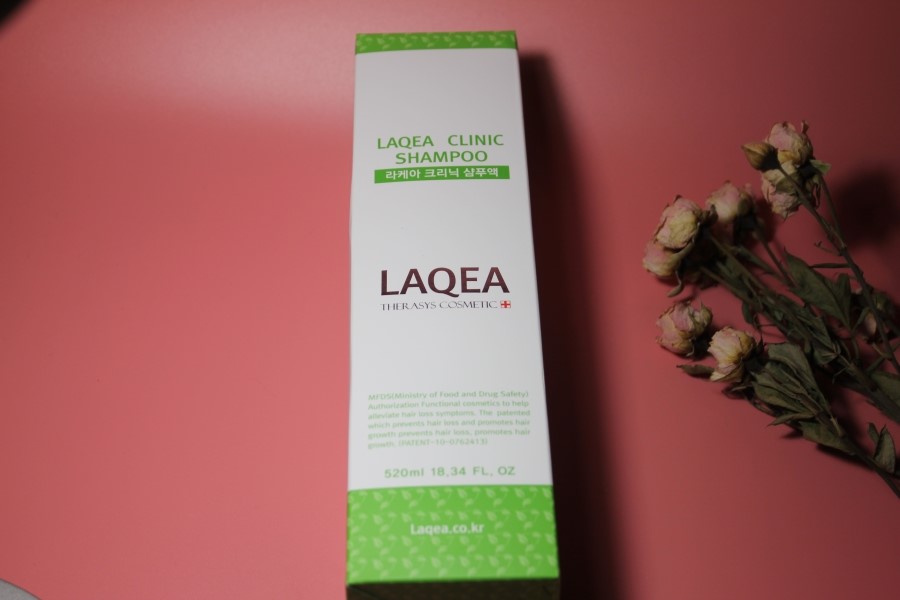 LAQEA CLINIC
SHAMPOO
라케아 크리닉 샴푸액
LAQEA
THERASYS COSMETIC
MFDS(Ministry of Food and Drug Safety)
Authorization Functional cosmetics to help
alleviate hair loss symptoms. The patented
which prevents hair loss and promotes hair
growth prevents hair loss, promotes hair
growth. (PATENT-10-0762413)
520ml 18,34 FL, OZ
Laqea.co.kr